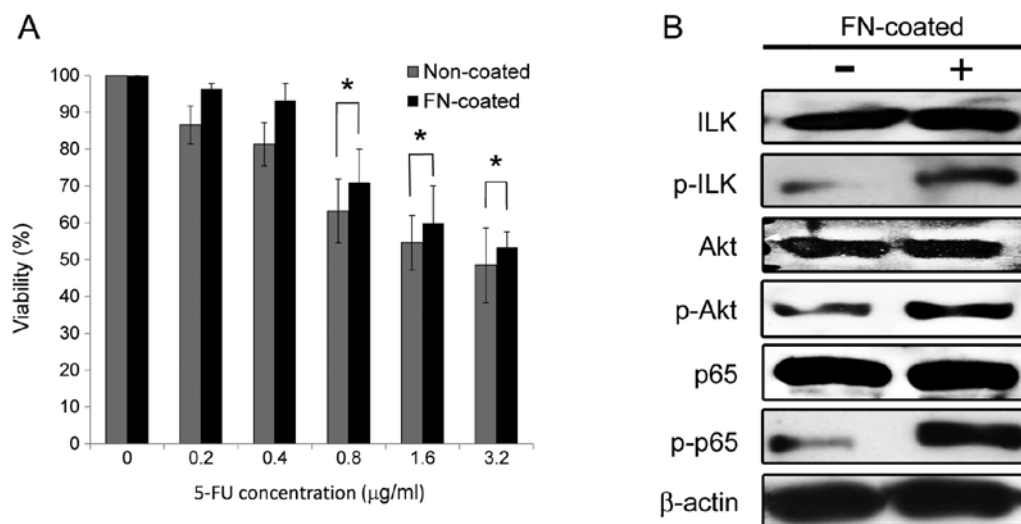 A
Viability (%)
100
90
80
70
60
50
40
30
20
10
0
Non-coated
FN-coated
*
*
*
0 0.2 0.4 0.8 1.6 3.2
5-FU concentration (μg/ml)
B
FN-coated
- +
ILK
p-ILK
Akt
p-Akt
p65
p-p65
β-actin